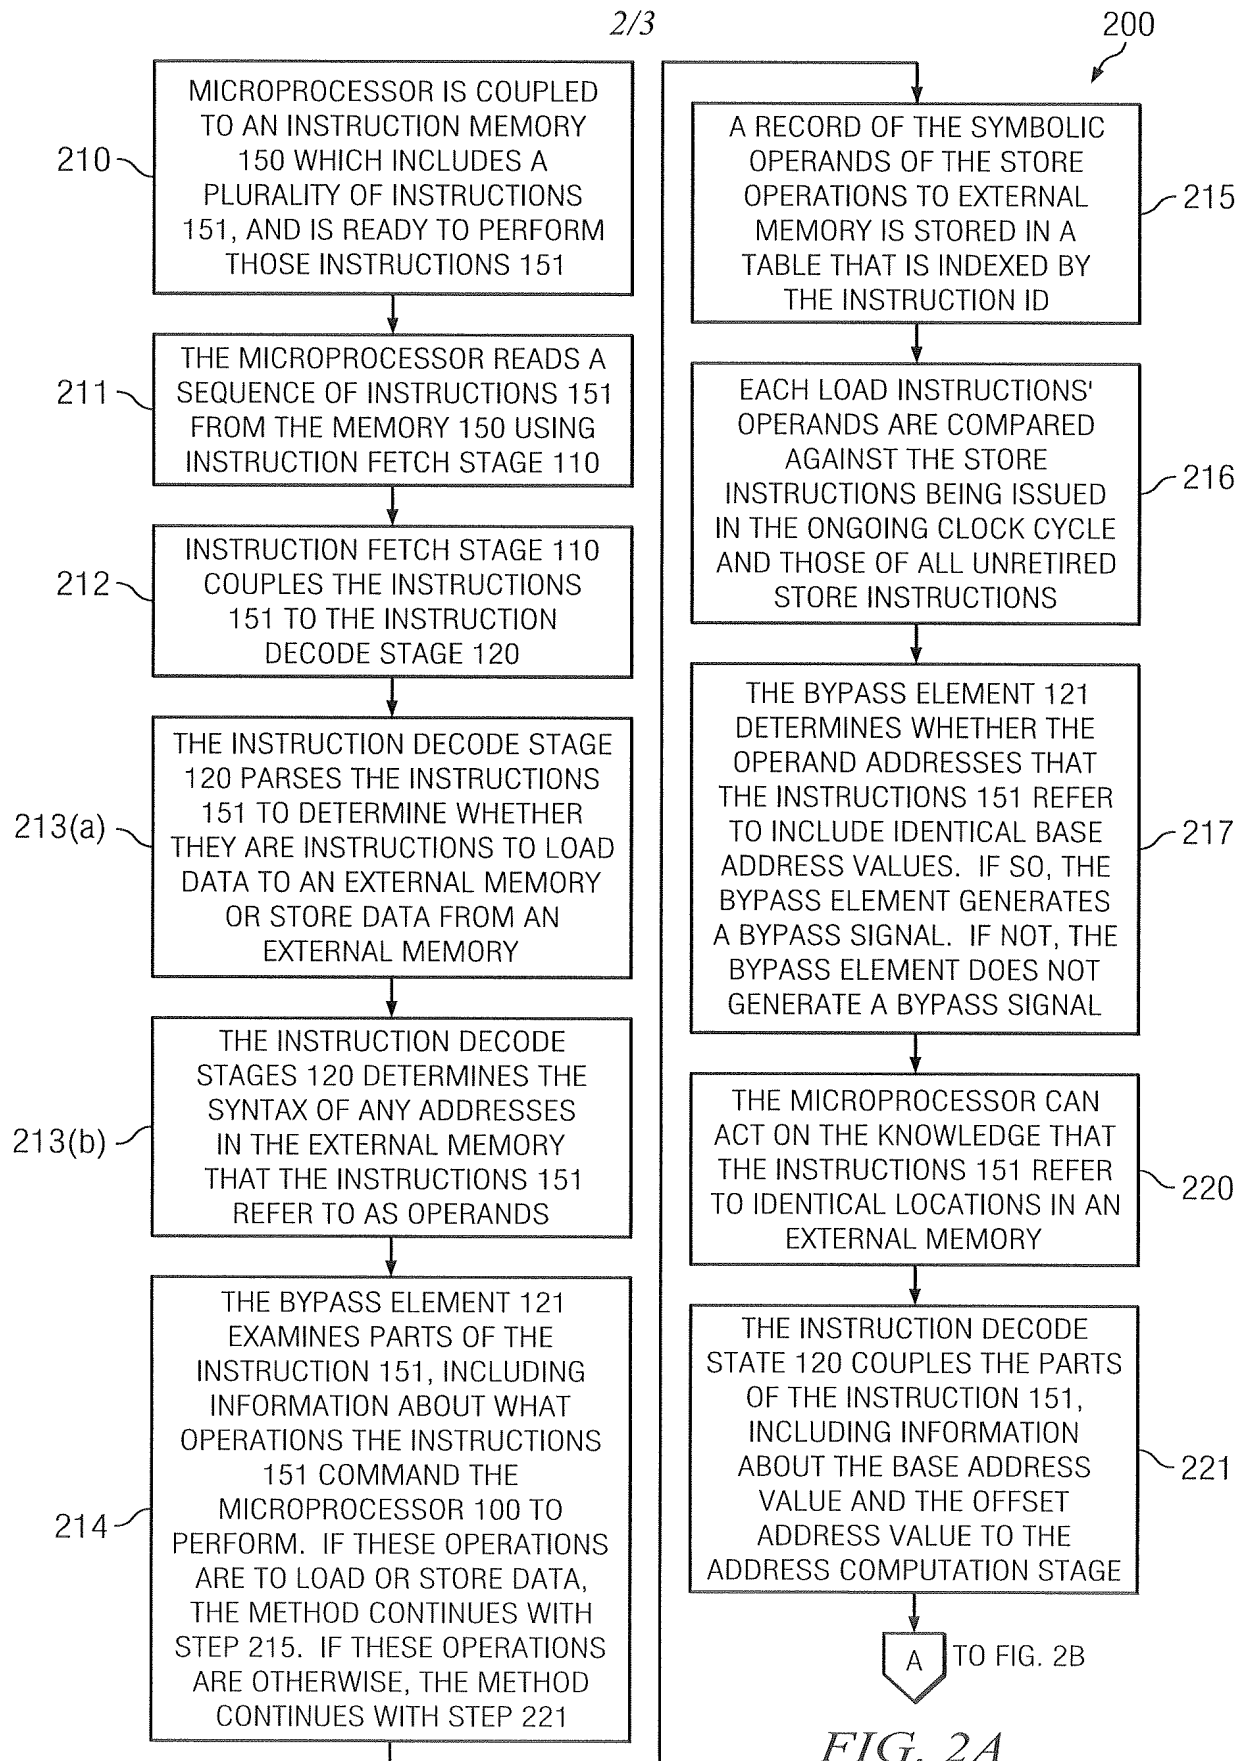 2/3
200
210
MICROPROCESSOR IS COUPLED
TO AN INSTRUCTION MEMORY
150 WHICH INCLUDES A
PLURALITY OF INSTRUCTIONS
151, AND IS READY TO PERFORM
THOSE INSTRUCTIONS 151
211
THE MICROPROCESSOR READS A
SEQUENCE OF INSTRUCTIONS 151
FROM THE MEMORY 150 USING
INSTRUCTION FETCH STAGE 110
212
INSTRUCTION FETCH STAGE 110
COUPLES THE INSTRUCTIONS
151 TO THE INSTRUCTION
DECODE STAGE 120
213(a)
THE INSTRUCTION DECODE STAGE
120 PARSES THE INSTRUCTIONS
151 TO DETERMINE WHETHER
THEY ARE INSTRUCTIONS TO LOAD
DATA TO AN EXTERNAL MEMORY
OR STORE DATA FROM AN
EXTERNAL MEMORY
213(b)
THE INSTRUCTION DECODE
STAGES 120 DETERMINES THE
SYNTAX OF ANY ADDRESSES
IN THE EXTERNAL MEMORY
THAT THE INSTRUCTIONS 151
REFER TO AS OPERANDS
214
THE BYPASS ELEMENT 121
EXAMINES PARTS OF THE
INSTRUCTION 151, INCLUDING
INFORMATION ABOUT WHAT
OPERATIONS THE INSTRUCTIONS
151 COMMAND THE
MICROPROCESSOR 100 TO
PERFORM. IF THESE OPERATIONS
ARE TO LOAD OR STORE DATA,
THE METHOD CONTINUES WITH
STEP 215. IF THESE OPERATIONS
ARE OTHERWISE, THE METHOD
CONTINUES WITH STEP 221
A RECORD OF THE SYMBOLIC
OPERANDS OF THE STORE
OPERATIONS TO EXTERNAL
MEMORY IS STORED IN A
TABLE THAT IS INDEXED BY
THE INSTRUCTION ID
215
EACH LOAD INSTRUCTIONS'
OPERANDS ARE COMPARED
AGAINST THE STORE
INSTRUCTIONS BEING ISSUED
IN THE ONGOING CLOCK CYCLE
AND THOSE OF ALL UNRETIRED
STORE INSTRUCTIONS
216
THE BYPASS ELEMENT 121
DETERMINES WHETHER THE
OPERAND ADDRESSES THAT
THE INSTRUCTIONS 151 REFER
TO INCLUDE IDENTICAL BASE
ADDRESS VALUES. IF SO, THE
BYPASS ELEMENT GENERATES
A BYPASS SIGNAL. IF NOT, THE
BYPASS ELEMENT DOES NOT
GENERATE A BYPASS SIGNAL
217
THE MICROPROCESSOR CAN
ACT ON THE KNOWLEDGE THAT
THE INSTRUCTIONS 151 REFER
TO IDENTICAL LOCATIONS IN AN
EXTERNAL MEMORY
220
THE INSTRUCTION DECODE
STATE 120 COUPLES THE PARTS
OF THE INSTRUCTION 151,
INCLUDING INFORMATION
ABOUT THE BASE ADDRESS
VALUE AND THE OFFSET
ADDRESS VALUE TO THE
ADDRESS COMPUTATION STAGE
221
A TO FIG. 2B
FIG. 2A